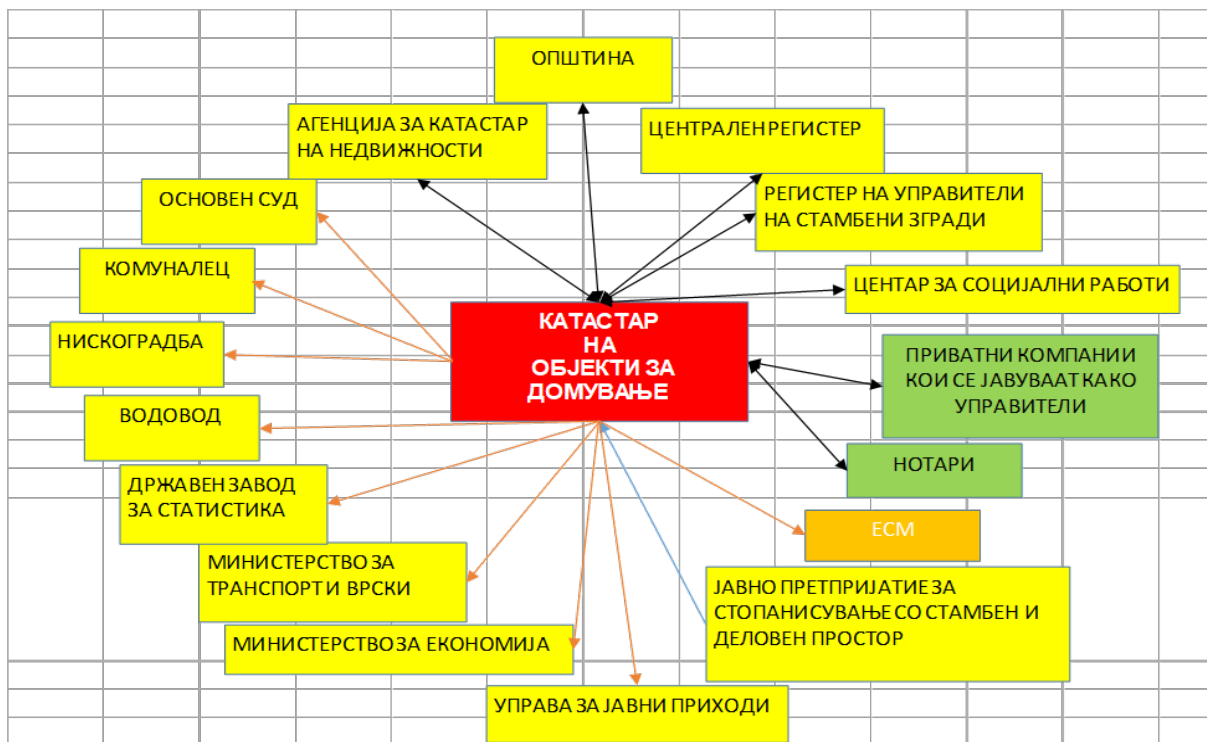 ОПШТИНА
АГЕНЦИЈА ЗА КАТАСТАР
НА НЕДВИЖНОСТИ
ЦЕНТРАЛЕН РЕГИСТЕР
ОСНОВЕН СУД
РЕГИСТЕР НА УПРАВИТЕЛИ
НА СТАМБЕНИ ЗГРАДИ
КОМУНАЛЕЦ
ЦЕНТАР ЗА СОЦИЈАЛНИ РАБОТИ
НИСКОГРАДБА
КАТАСТАР
НА
ОБЈЕКТИ ЗА
ДОМУВАЊЕ
ПРИВАТНИ КОМПАНИИ
КОИ СЕ ЈАВУВААТ КАКО
УПРАВИТЕЛИ
ВОДОВОД
НОТАРИ
ДРЖАВЕН ЗАВОД
ЗА СТАТИСТИКА
ЕСМ
МИНИСТЕРСТВО ЗА
ТРАНСПОРТ И ВРСКИ
ЈАВНО ПРЕТПРИЈАТИЕ ЗА
СТОПАНИСУВАЊЕ СО СТАМБЕН И
ДЕЛОВЕН ПРОСТОР
МИНИСТЕРСТВО ЗА ЕКОНОМИЈА
УПРАВА ЗА ЈАВНИ ПРИХОДИ